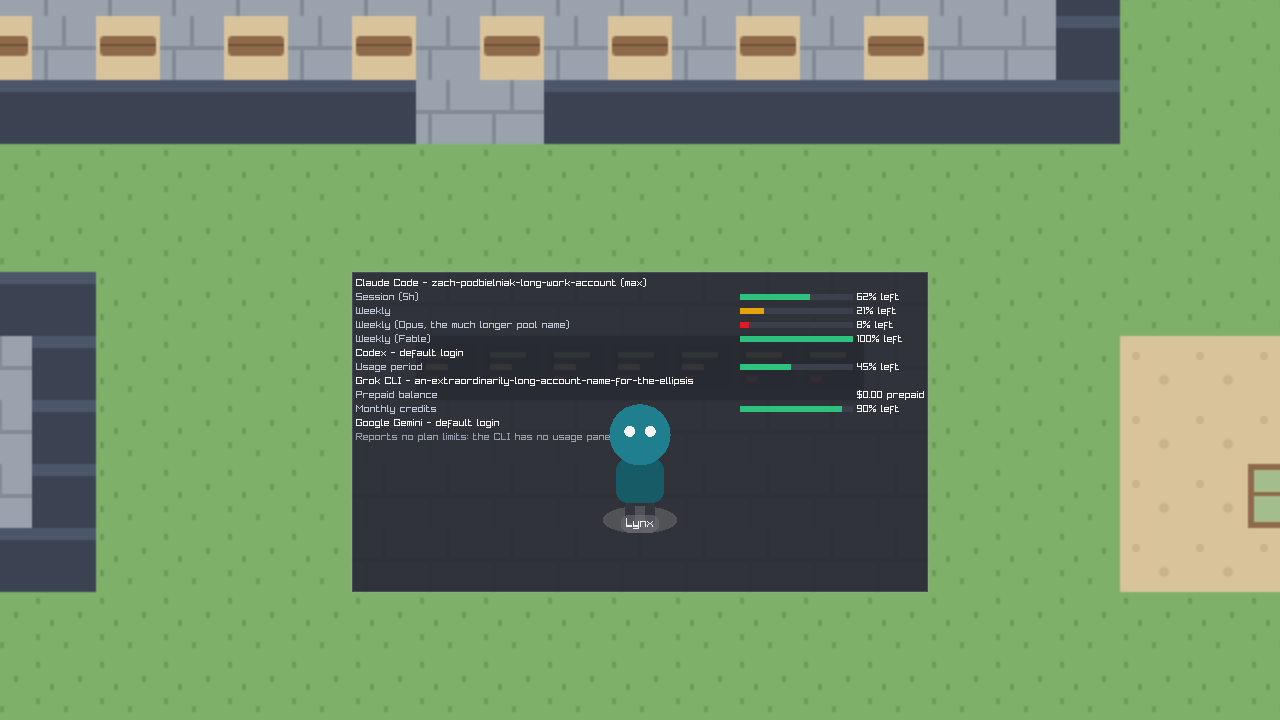 Claude Code - zach-podbielniak-long-work-account (max)
Session (5h) 62% left
Weekly 21% left
Weekly (Opus, the much longer pool name) 8% left
Weekly (Fable) 100% left
Codex - default login
Usage period 45% left
Grok CLI - an-extraordinarily-long-account-name-for-the-ellipsis
Prepaid balance $0.00 prepaid
Monthly credits 90% left
Google Gemini - default login
Reports no plan limits: the CLI has no usage pane
Lynx